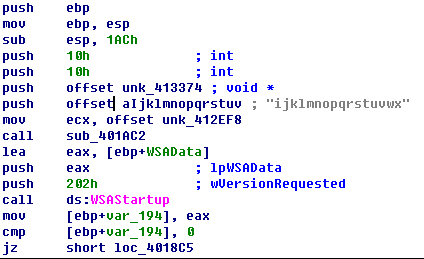 push ebp
mov ebp, esp
sub esp, 1ACh
push 10h ; int
push 10h ; int
push offset unk_413374 ; void *
push offset aIjklmnopqrstuv ; "ijklmnopqrstuvwx"
mov ecx, offset unk_412EF8
call sub_401AC2
lea eax, [ebp+WSAData]
push eax ; lpWSAData
push 202h ; wVersionRequested
call ds:WSAStartup
mov [ebp+var_194], eax
cmp [ebp+var_194], 0
jz short loc_4018C5